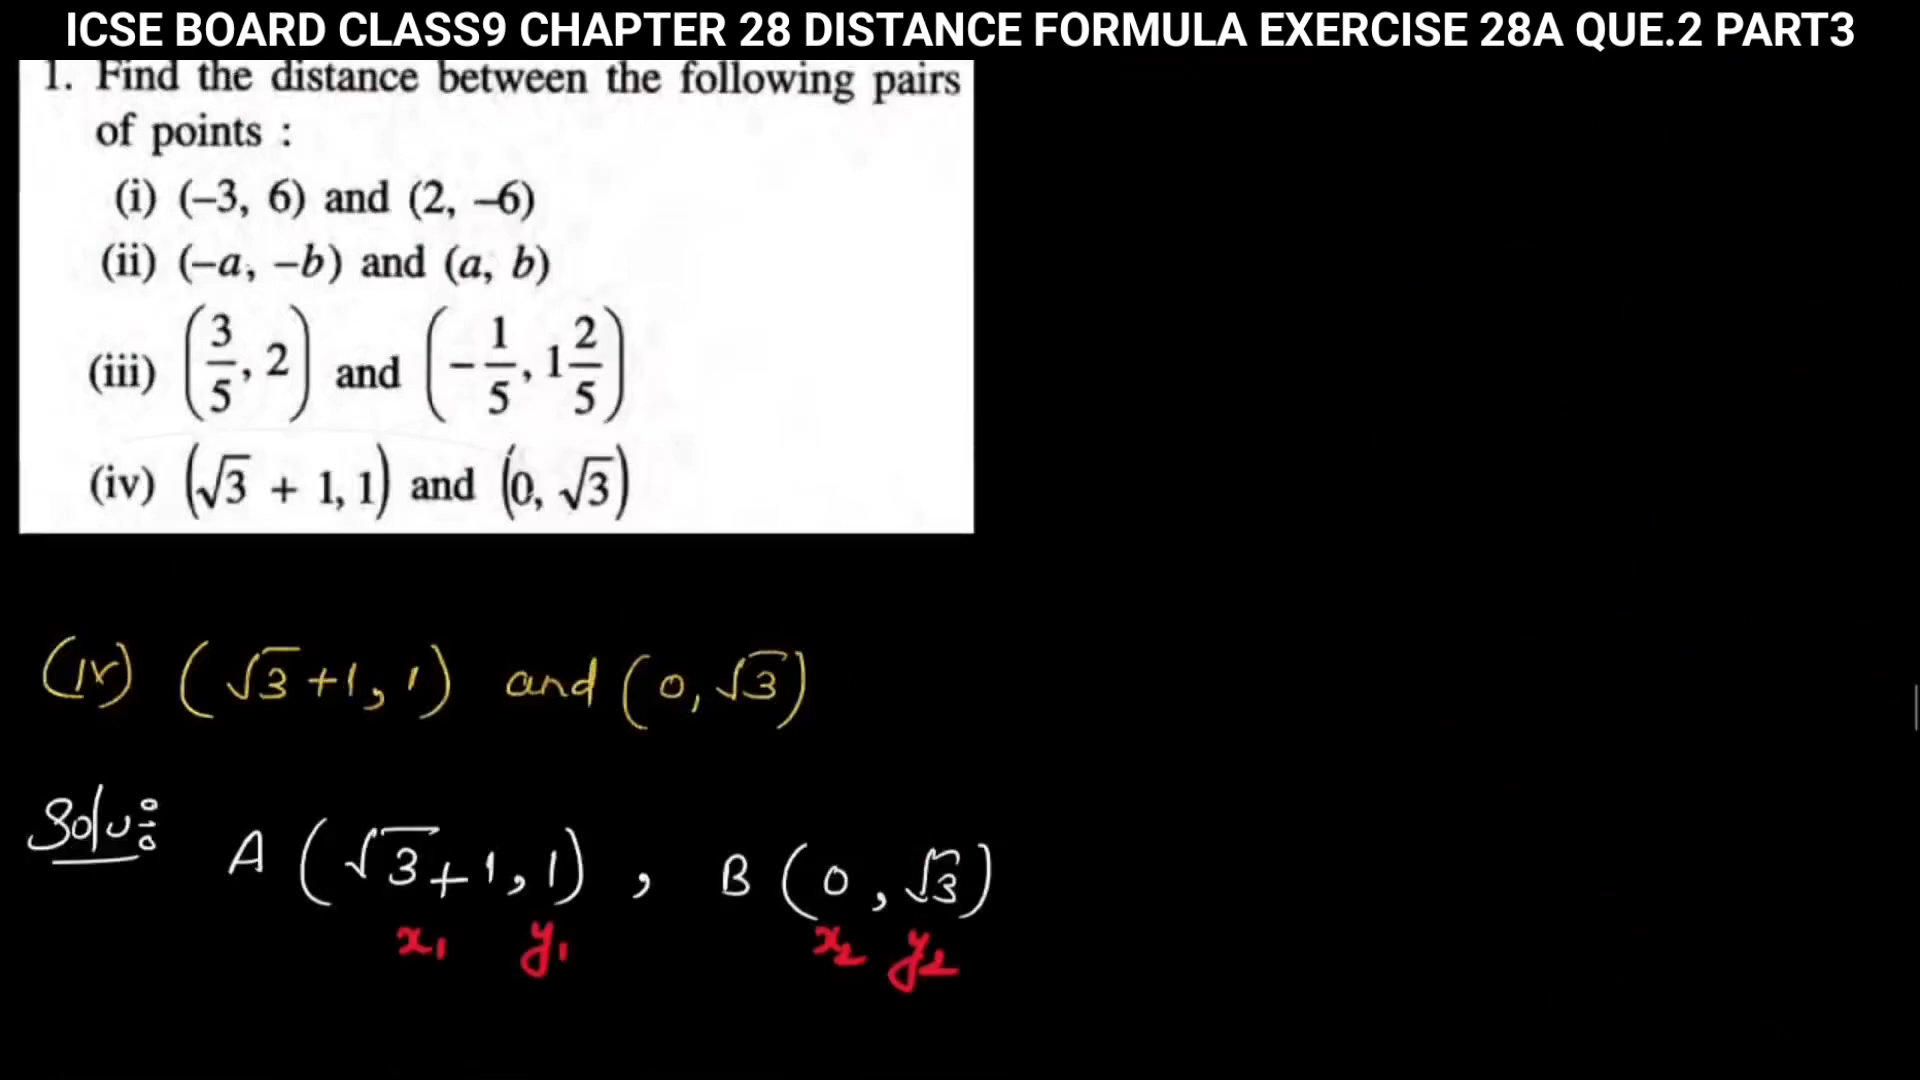 ICSE BOARD CLASS9 CHAPTER 28 DISTANCE FORMULA EXERCISE 28A QUE.2 PART3
1. Find the distance between the following pairs
of points :
(i) (–3, 6) and (2, –6)
(ii) (–a, –b) and (a, b)
(iii) (3/5, 2) and (–1/5, 1 2/5)
(iv) (√3 + 1, 1) and (0, √3)
(iv) (√3+1, 1) and (0, √3)
Solu:
A (√3+1, 1) , B (0, √3)
x₁ y₁ x₂ y₂